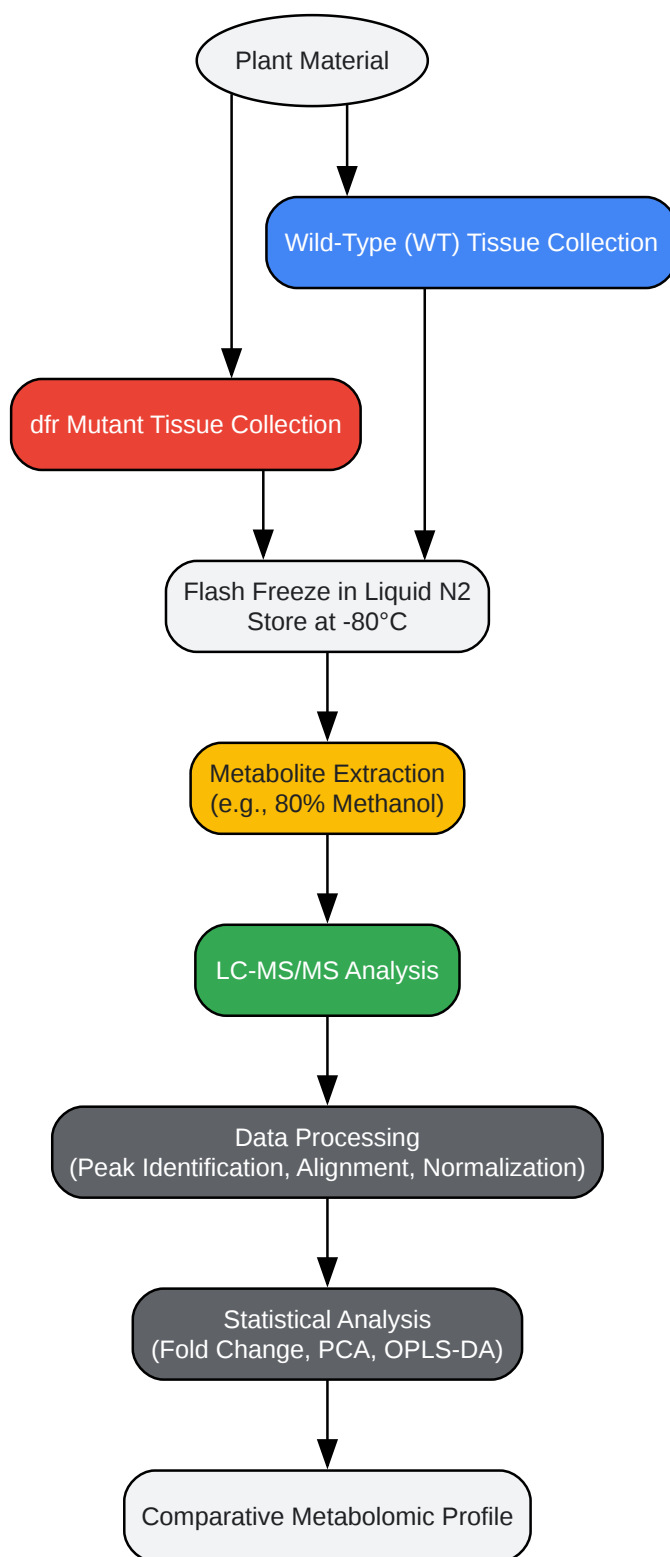 Plant Material
Wild-Type (WT) Tissue Collection
dfr Mutant Tissue Collection
Flash Freeze in Liquid N2
Store at -80°C
Metabolite Extraction
(e.g., 80% Methanol)
LC-MS/MS Analysis
Data Processing
(Peak Identification, Alignment, Normalization)
Statistical Analysis
(Fold Change, PCA, OPLS-DA)
Comparative Metabolomic Profile